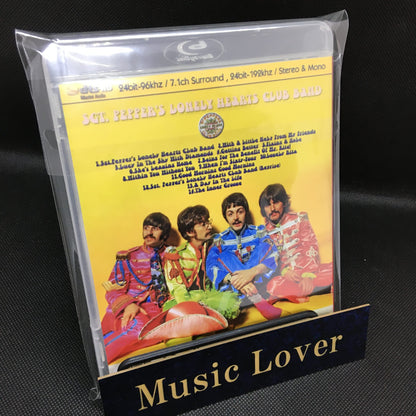 24bit-96khz / 7.1ch Surround , 24bit-192khz / Stereo & Mono
SGT. PEPPER'S LONELY HEARTS CLUB BAND
1.Sgt.Pepper's Lonely Hearts Club Band 2.With A Little Help From My Friends
3.Lucy In The Sky With Diamonds 4.Getting Better 5.Fixing A Hole
6.She's Leaving Home 7.Being For The Benefit Of Mr. Kite!
8.Within You Without You 9.When I'm Sixty-Four 10.Lovely Rita
11.Good Morning Good Morning
12.Sgt. Pepper's Lonely Hearts Club Band (Reprise)
13.A Day In The Life
14.The Inner Groove
Music Lover